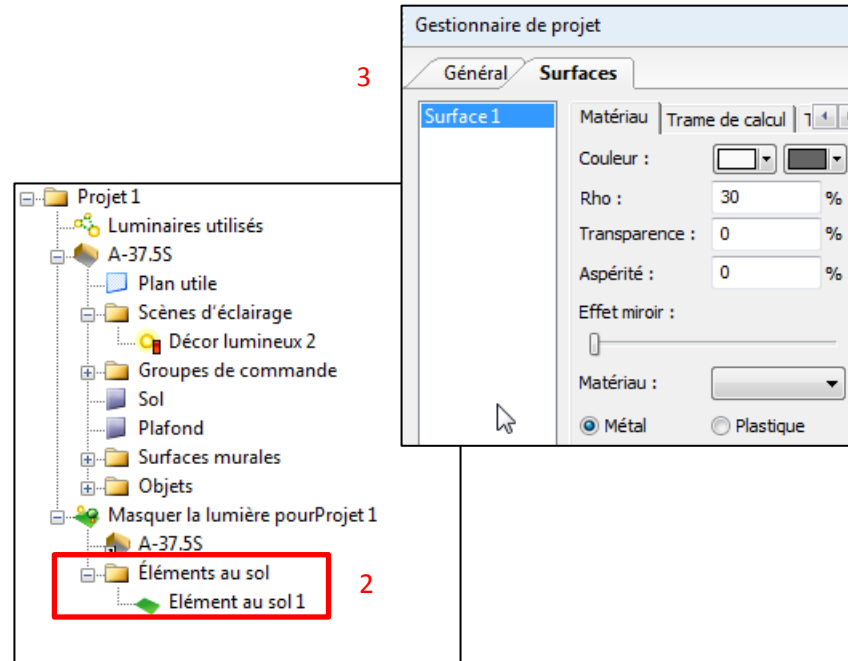 Gestionnaire de projet
3
Général Surfaces
Surface 1
Matériau Trame de calcul
Couleur :
Rho : 30 %
Transparence : 0 %
Aspérité : 0 %
Effet miroir :
Matériau :
Métal Plastique
Projet 1
Luminaires utilisés
A-37.5S
Plan utile
Scènes d'éclairage
Décor lumineux 2
Groupes de commande
Sol
Plafond
Surfaces murales
Objets
Masquer la lumière pourProjet 1
A-37.5S
Éléments au sol
Elément au sol 1
2